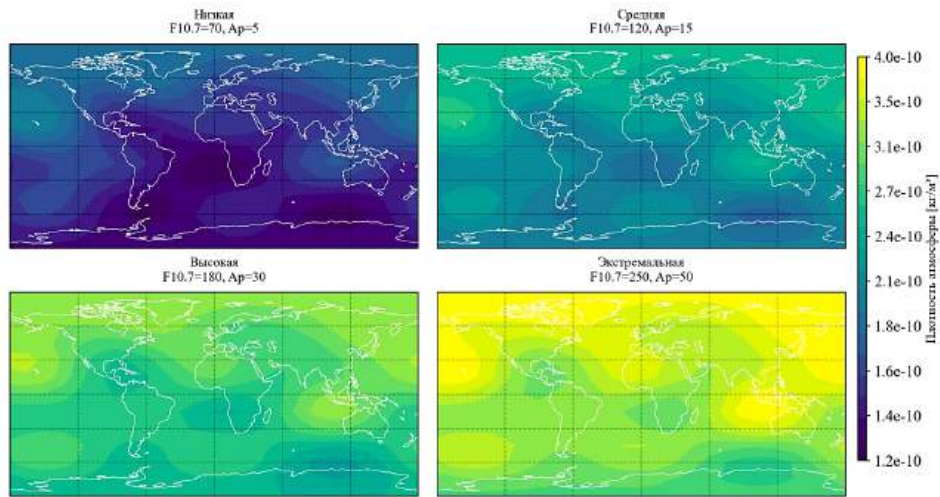 Низкая
F10.7=70, Ap=5
Средняя
F10.7=120, Ap=15
Высокая
F10.7=180, Ap=30
Экстремальная
F10.7=250, Ap=50
4.0e-10
3.5e-10
3.1e-10
2.7e-10
2.4e-10
2.1e-10
1.8e-10
1.6e-10
1.4e-10
1.2e-10
Плотность атмосферы [кг/м³]